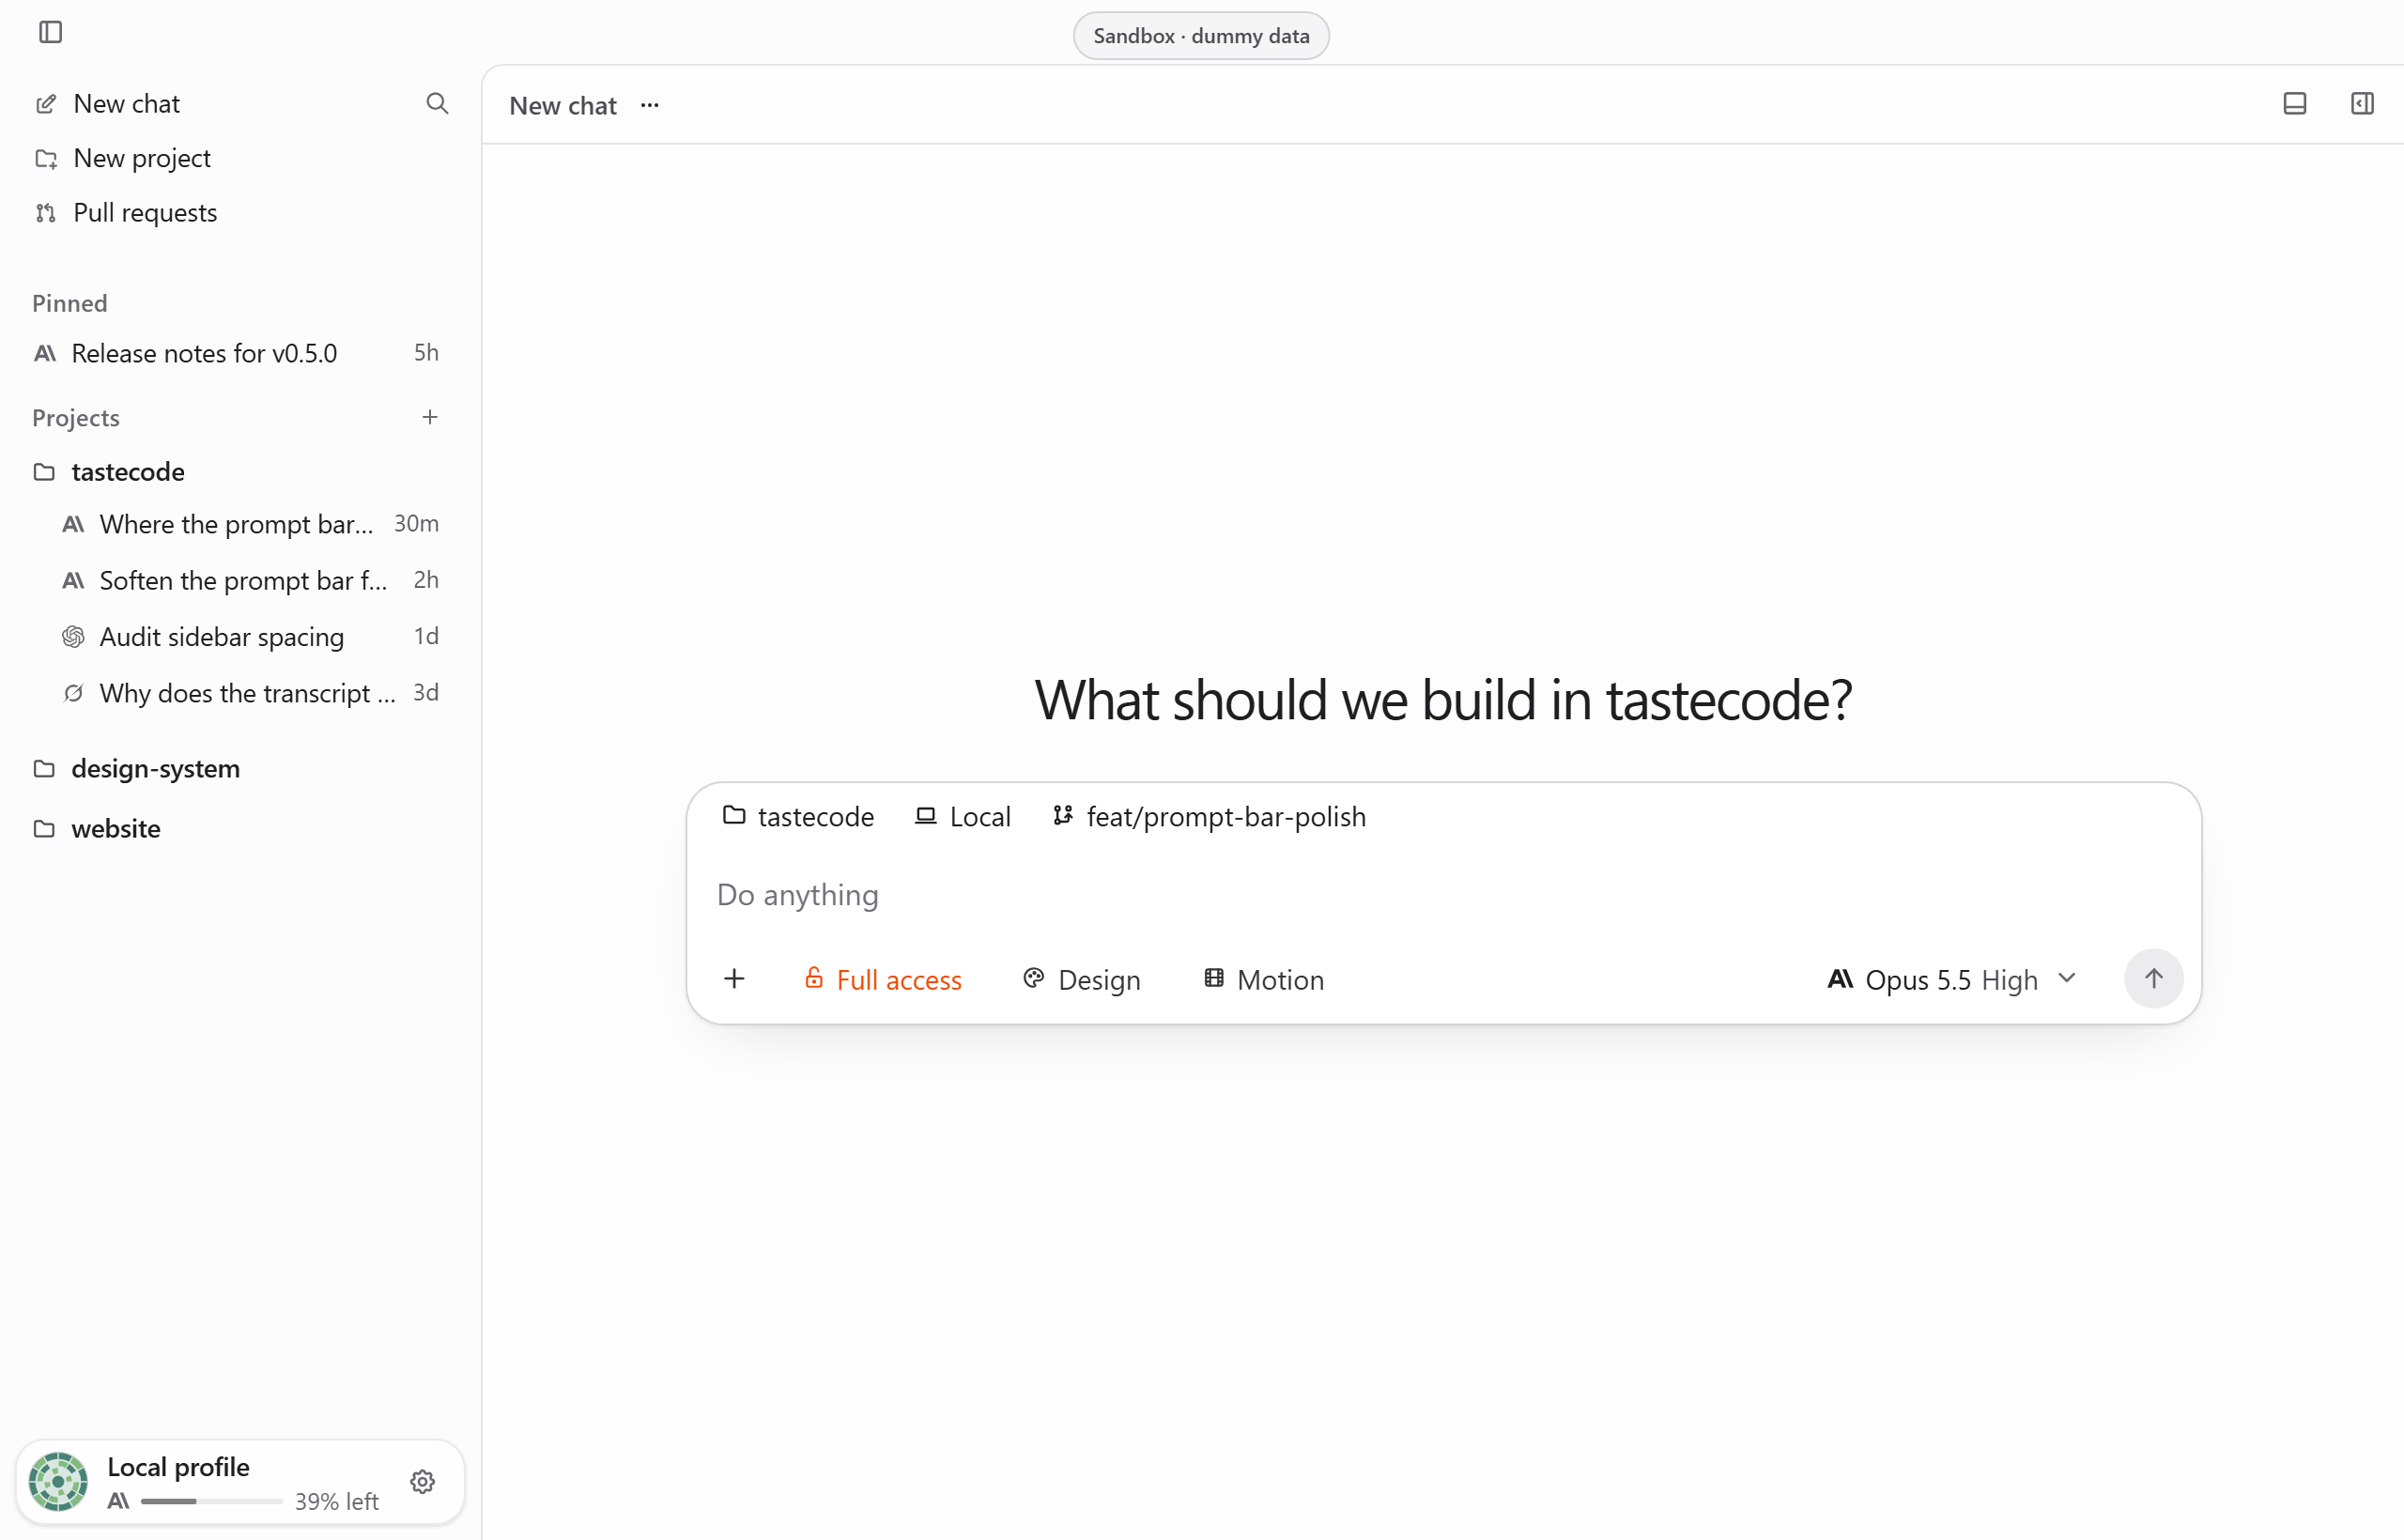 Sandbox · dummy data
New chat
New project
Pull requests
Pinned
Release notes for v0.5.0 5h
Projects
tastecode
Where the prompt bar... 30m
Soften the prompt bar f... 2h
Audit sidebar spacing 1d
Why does the transcript ... 3d
design-system
website
Local profile
39% left
New chat
What should we build in tastecode?
tastecode Local feat/prompt-bar-polish
Do anything
Full access Design Motion Opus 5.5 High